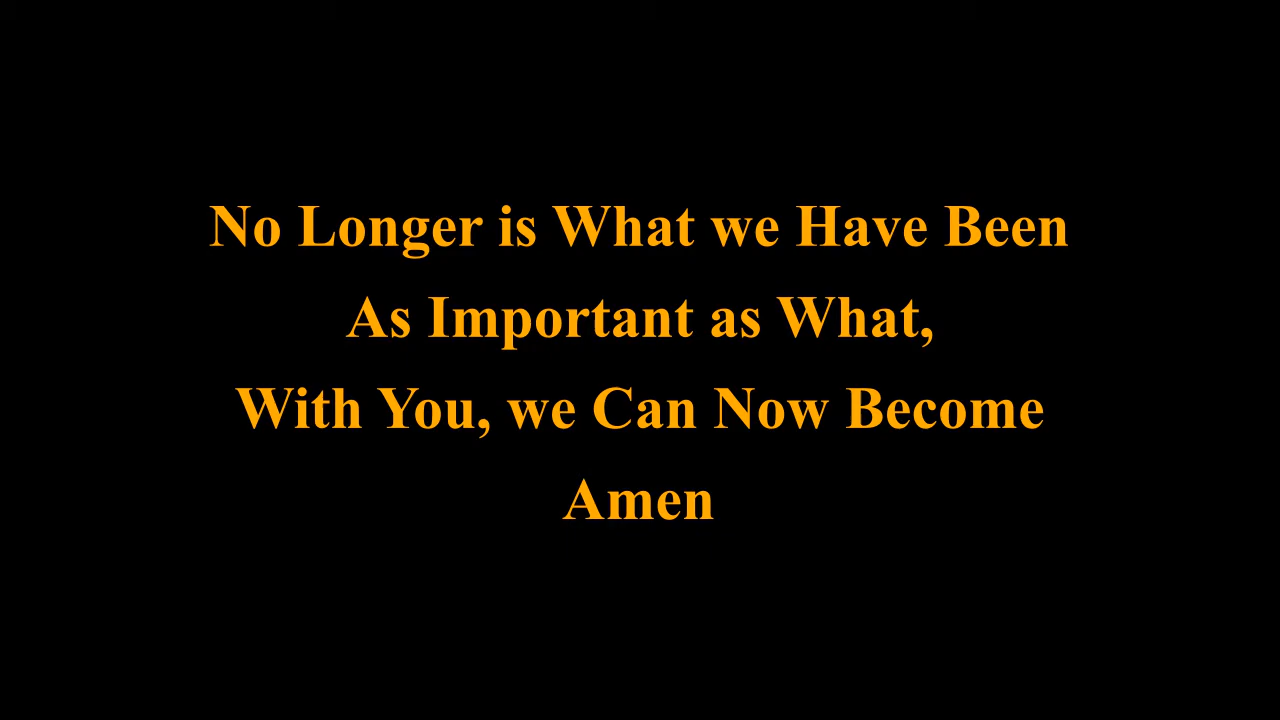 No Longer is What we Have Been
As Important as What,
With You, we Can Now Become
Amen